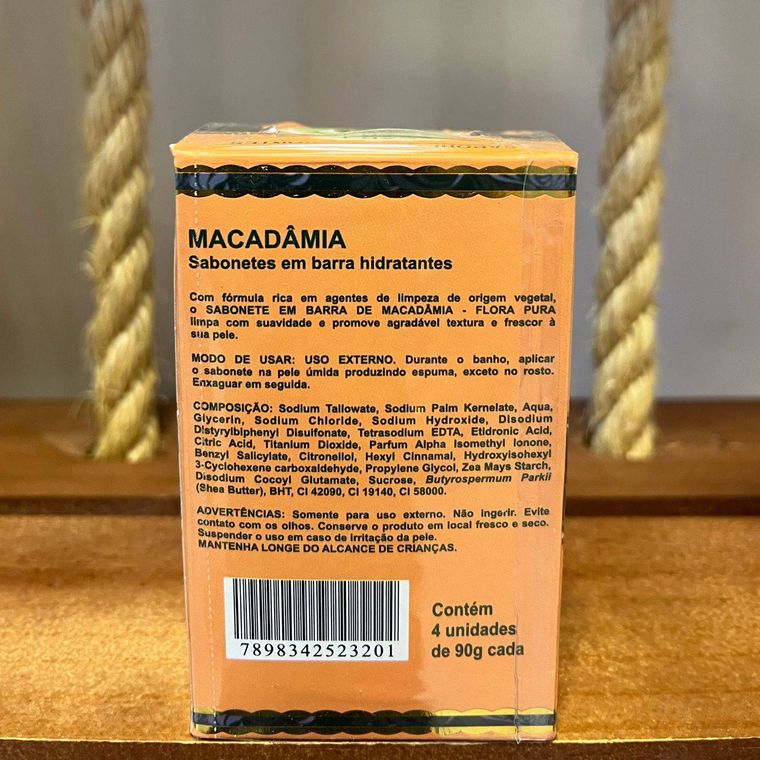 MACADÂMIA
Sabonetes em barra hidratantes
Com fórmula rica em agentes de limpeza de origem vegetal,
o SABONETE EM BARRA DE MACADÂMIA - FLORA PURA
limpa com suavidade e promove agradável textura e frescor à
sua pele.
MODO DE USAR: USO EXTERNO. Durante o banho, aplicar
o sabonete na pele úmida produzindo espuma, exceto no rosto.
Enxaguar em seguida.
COMPOSIÇÃO: Sodium Tallowate, Sodium Palm Kernelate, Aqua,
Glycerin, Sodium Chloride, Sodium Hydroxide, Disodium
Distyrylbiphenyl Disulfonate, Tetrasodium EDTA, Etidronic Acid,
Citric Acid, Titanium Dioxide, Parfum Alpha Isomethyl Ionone,
Benzyl Salicylate, Citronellol, Hexyl Cinnamal, Hydroxyisohexyl
3-Cyclohexene carboxaldehyde, Propylene Glycol, Zea Mays Starch,
Disodium Cocoyl Glutamate, Sucrose, Butyrospermum Parkii
(Shea Butter), BHT, CI 42090, CI 19140, CI 58000.
ADVERTÊNCIAS: Somente para uso externo. Não ingerir. Evite
contato com os olhos. Conserve o produto em local fresco e seco.
Suspender o uso em caso de irritação da pele.
MANTENHA LONGE DO ALCANCE DE CRIANÇAS.
7898342523201
Contém
4 unidades
de 90g cada